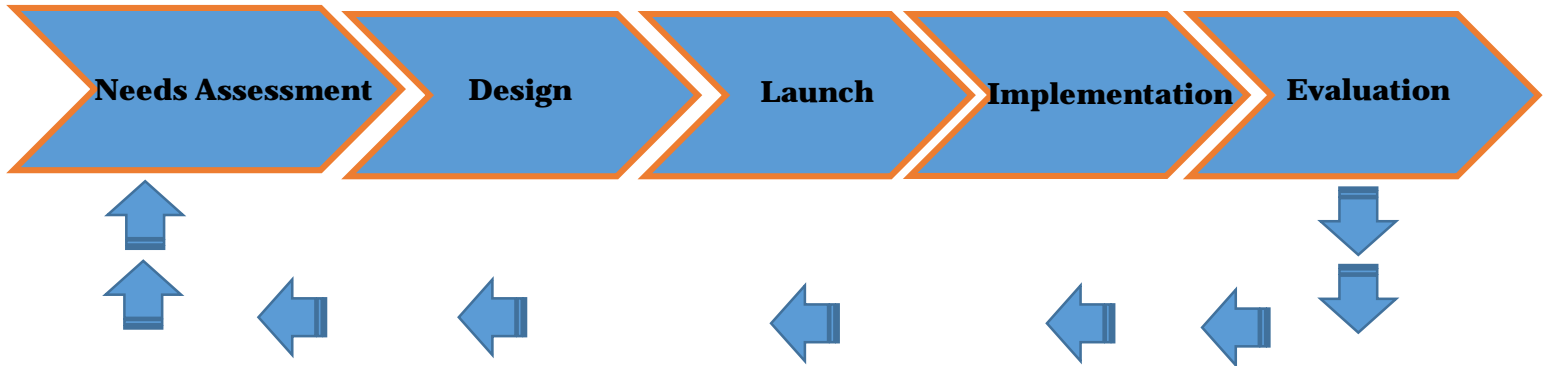 Needs Assessment
Design
Launch
Implementation
Evaluation